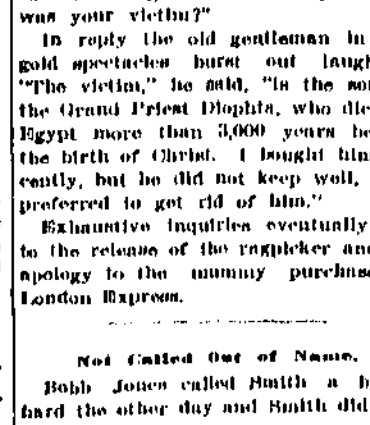 was your victim?"
In reply the old gentleman in
gold spectacles burst out laugh
"The victim," he said, "is the son
the Grand Priest Diophta, who die
Egypt more than 3,000 years be
the birth of Christ. I bought him
cently, but he did not keep well,
preferred to get rid of him."
Exhaustive inquiries eventually
to the release of the ragpicker and
apology to the mummy purchase
London Express.
Not Called Out of Name.
Bobb Jones called Smith a b
hard the other day and Smith did